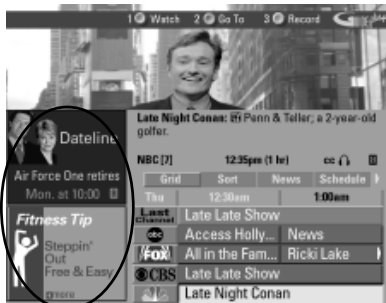 1 Watch 2 Go To 3 Record
Late Night Conan: Penn & Teller; a 2-year-old
golfer.
NBC [7] 12:35pm (1 hr) cc
Grid Sort News Schedule
Thu 12:30am 1:00am
Last
Channel Late Late Show
abc Access Holly... News
FOX All in the Fam... Ricki Lake
CBS Late Late Show
Late Night Conan
Dateline
Air Force One retires
Mon. at 10:00
Fitness Tip
Steppin'
Out
Free & Easy
more